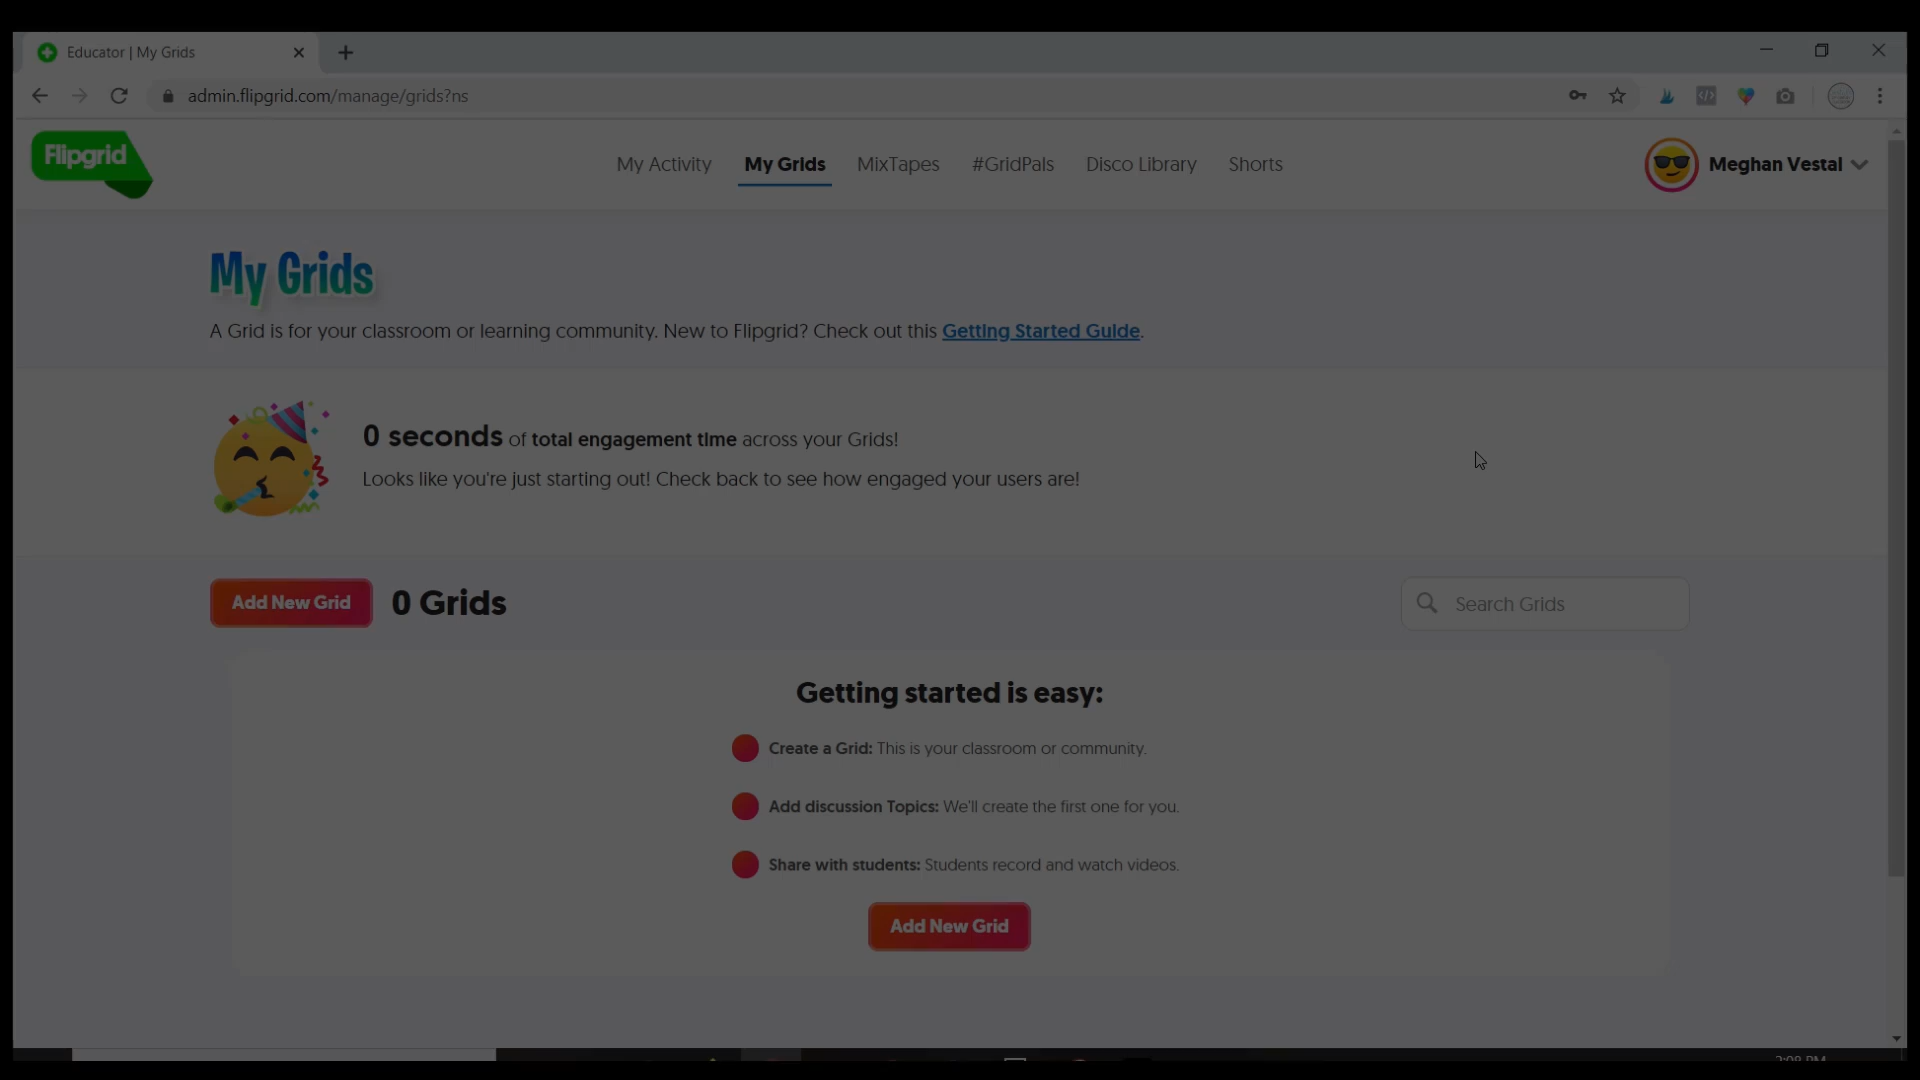 Educator | My Grids
admin.flipgrid.com/manage/grids?ns
Flipgrid
My Activity
My Grids
MixTapes
#GridPals
Disco Library
Shorts
Meghan Vestal
My Grids
A Grid is for your classroom or learning community. New to Flipgrid? Check out this Getting Started Guide.
0 seconds of total engagement time across your Grids!
Looks like you're just starting out! Check back to see how engaged your users are!
Add New Grid
0 Grids
Search Grids
Getting started is easy:
Create a Grid: This is your classroom or community.
Add discussion Topics: We'll create the first one for you.
Share with students: Students record and watch videos.
Add New Grid